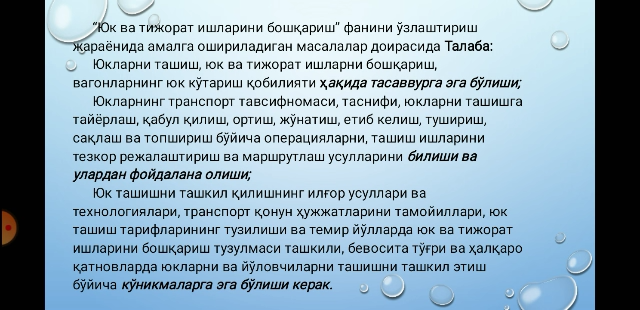 “Юк ва тижорат ишларини бошқариш” фанини ўзлаштириш
жараёнида амалга ошириладиган масалалар доирасида Талаба:
Юкларни ташиш, юк ва тижорат ишларни бошқариш,
вагонларнинг юк кўтариш қобилияти ҳақида тасаввурга эга бўлиши;
Юкларнинг транспорт тавсифномаси, таснифи, юкларни ташишга
тайёрлаш, қабул қилиш, ортиш, жўнатиш, етиб келиш, тушириш,
сақлаш ва топшириш бўйича операцияларни, ташиш ишларини
тезкор режалаштириш ва маршрутлаш усулларини билиши ва
улардан фойдалана олиши;
Юк ташишни ташкил қилишнинг илғор усуллари ва
технологиялари, транспорт қонун ҳужжатларини тамойиллари, юк
ташиш тарифларининг тузилиши ва темир йўлларда юк ва тижорат
ишларини бошқариш тузулмаси ташкили, бевосита тўғри ва ҳалқаро
қатновларда юкларни ва йўловчиларни ташишни ташкил этиш
бўйича кўникмаларга эга бўлиши керак.